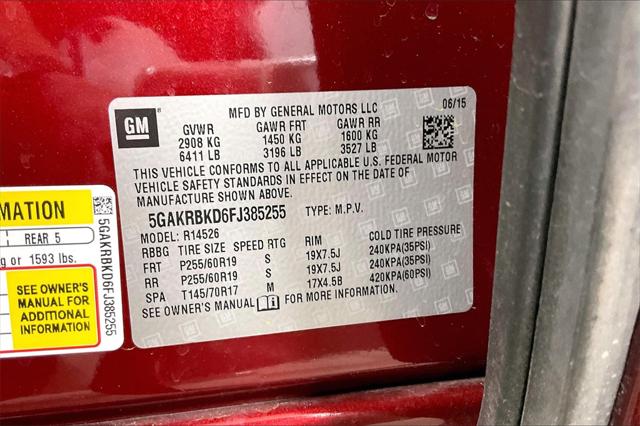 GM
MFD BY GENERAL MOTORS LLC 06/15
GVWR GAWR FRT GAWR RR
2908 KG 1450 KG 1600 KG
6411 LB 3196 LB 3527 LB
THIS VEHICLE CONFORMS TO ALL APPLICABLE U.S. FEDERAL MOTOR
VEHICLE SAFETY STANDARDS IN EFFECT ON THE DATE OF
MANUFACTURE SHOWN ABOVE.
5GAKRBKD6FJ385255 TYPE: M.P.V.
MODEL: R14526
RBBG TIRE SIZE SPEED RTG RIM COLD TIRE PRESSURE
FRT P255/60R19 S 19X7.5J 240KPA(35PSI)
RR P255/60R19 S 19X7.5J 240KPA(35PSI)
SPA T145/70R17 M 17X4.5B 420KPA(60PSI)
SEE OWNER'S MANUAL FOR MORE INFORMATION.
MATION
REAR 5
g or 1593 lbs.
SEE OWNER'S
MANUAL FOR
ADDITIONAL
INFORMATION
5GAKRBKD6FJ385255